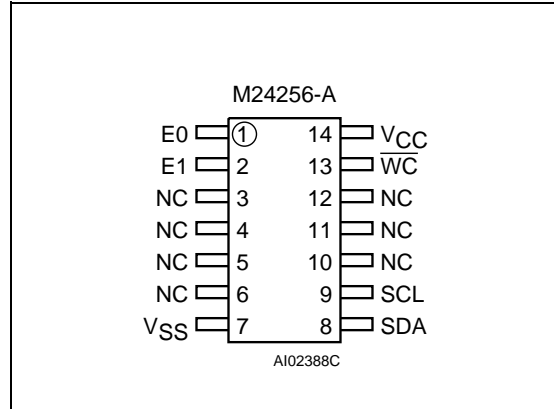 M24256-A
E0 1 14 VCC
E1 2 13 WC
NC 3 12 NC
NC 4 11 NC
NC 5 10 NC
NC 6 9 SCL
VSS 7 8 SDA
AI02388C